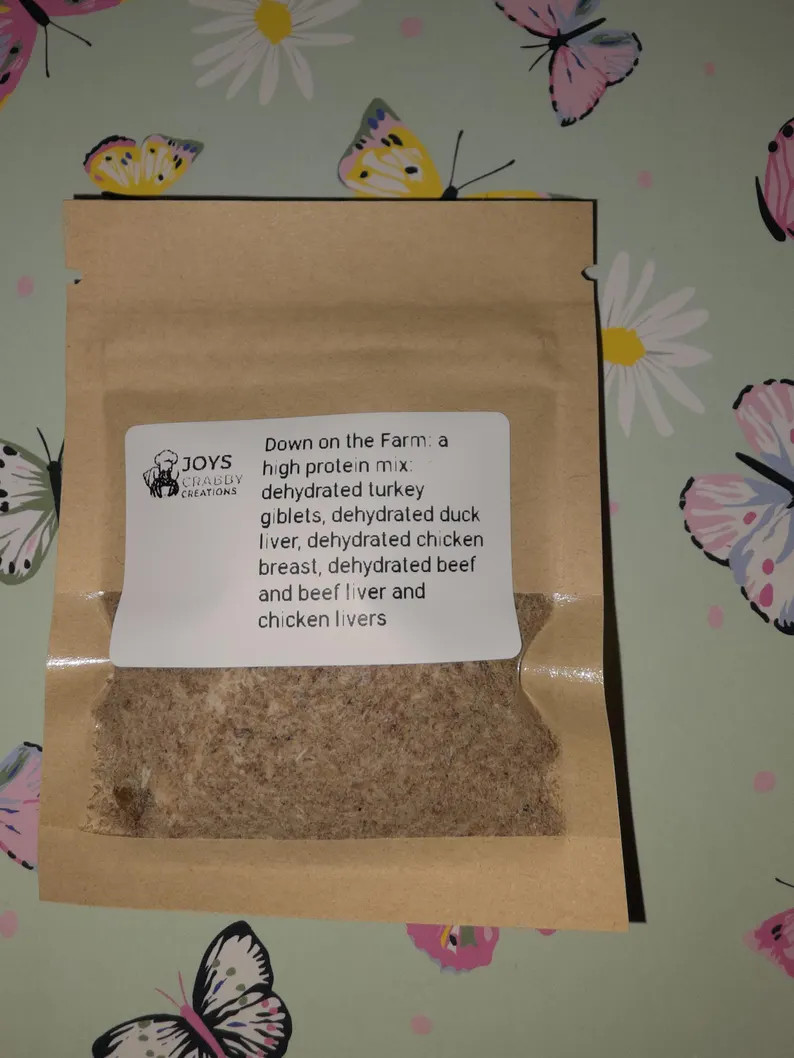 JOYS
CRABBY
CREATIONS
Down on the Farm: a
high protein mix:
dehydrated turkey
giblets, dehydrated duck
liver, dehydrated chicken
breast, dehydrated beef
and beef liver and
chicken livers